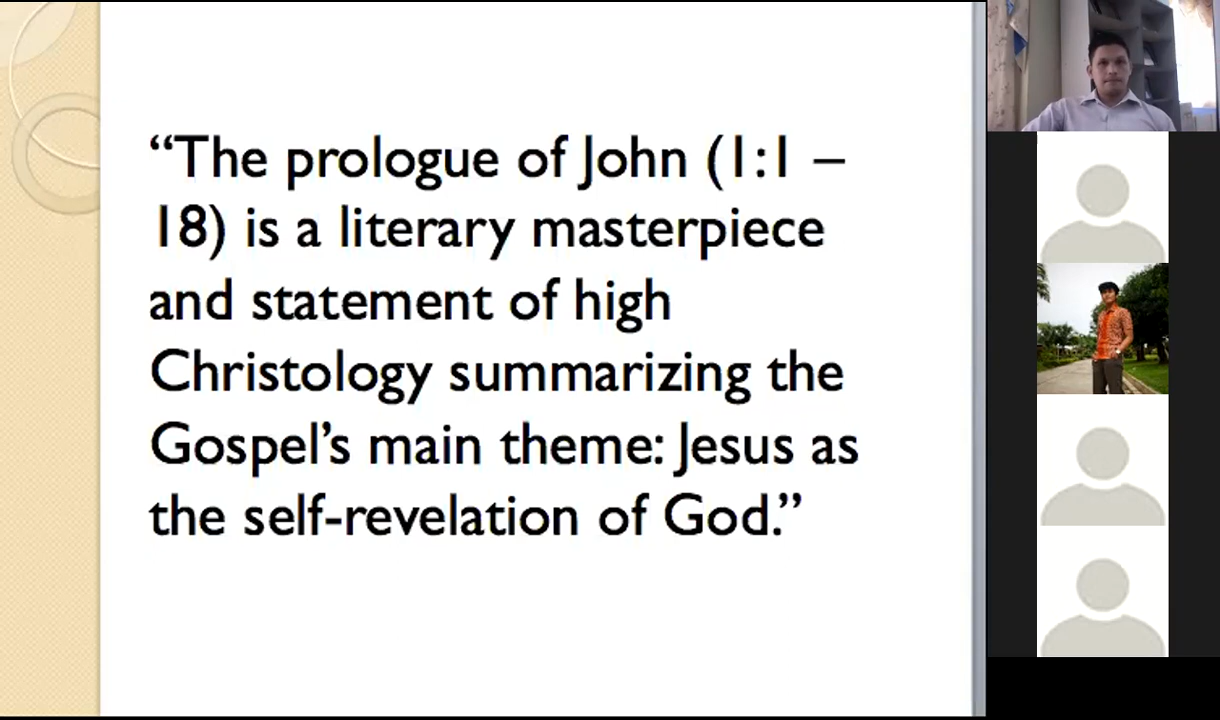 “The prologue of John (1:1 –
18) is a literary masterpiece
and statement of high
Christology summarizing the
Gospel’s main theme: Jesus as
the self-revelation of God.”